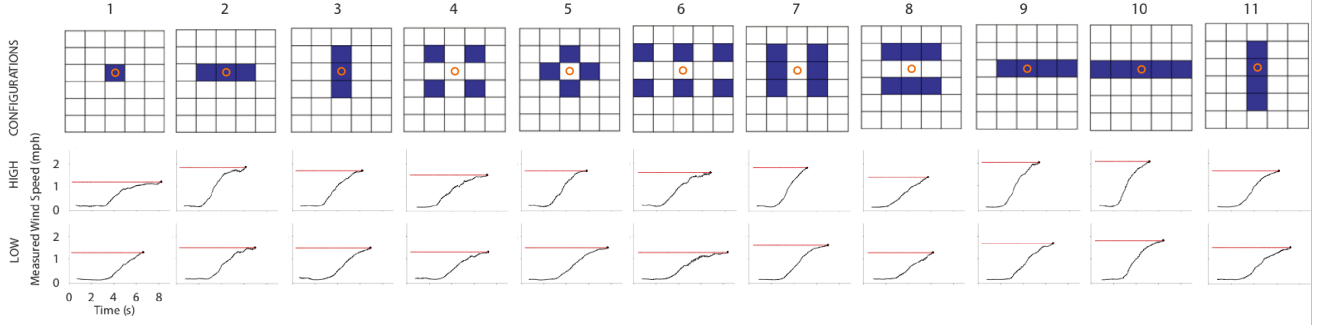 1 2 3 4 5 6 7 8 9 10 11
CONFIGURATIONS
HIGH
LOW
Measured Wind Speed (mph)
2
1
0
2
1
0
0 2 4 6 8
Time (s)